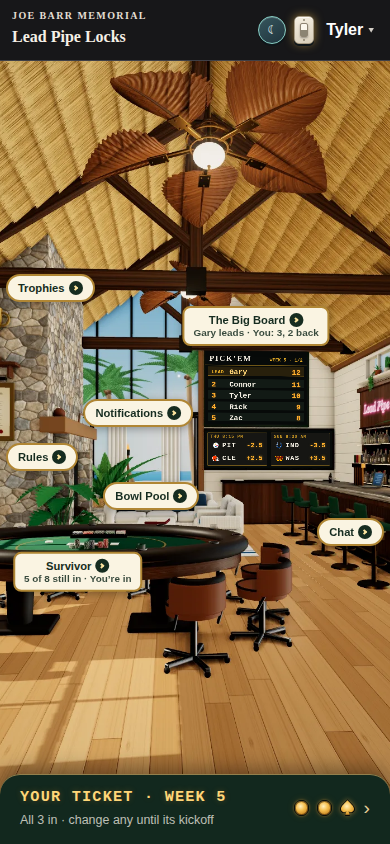 JOE BARR MEMORIAL
Lead Pipe Locks
Tyler
Trophies
The Big Board
Gary leads · You: 3, 2 back
PICK'EM
LEAD Gary 12
2 Connor 11
3 Tyler 10
4 Rick 9
5 Zac 8
PIT -2.5
CLE +2.5
IND -3.5
WAS +3.5
Lead Pipe
Notifications
Rules
Bowl Pool
Chat
Survivor
5 of 8 still in · You're in
YOUR TICKET · WEEK 5
All 3 in · change any until its kickoff